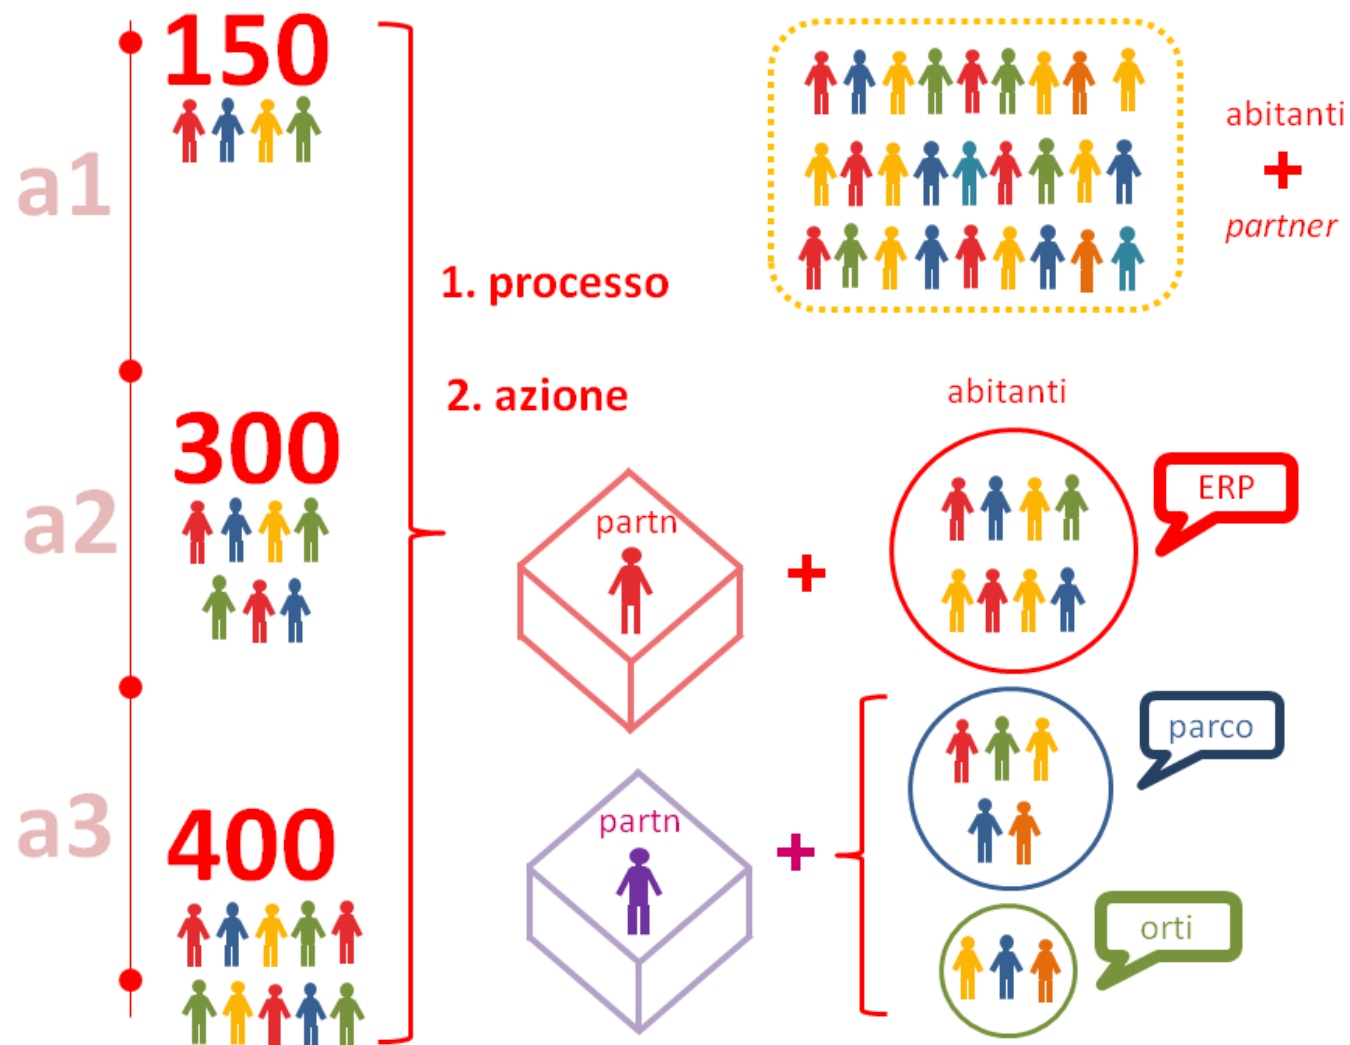 a1
150
a2
300
a3
400
1. processo
2. azione
abitanti
+
partner
partn
+
abitanti
ERP
partn
+
parco
orti